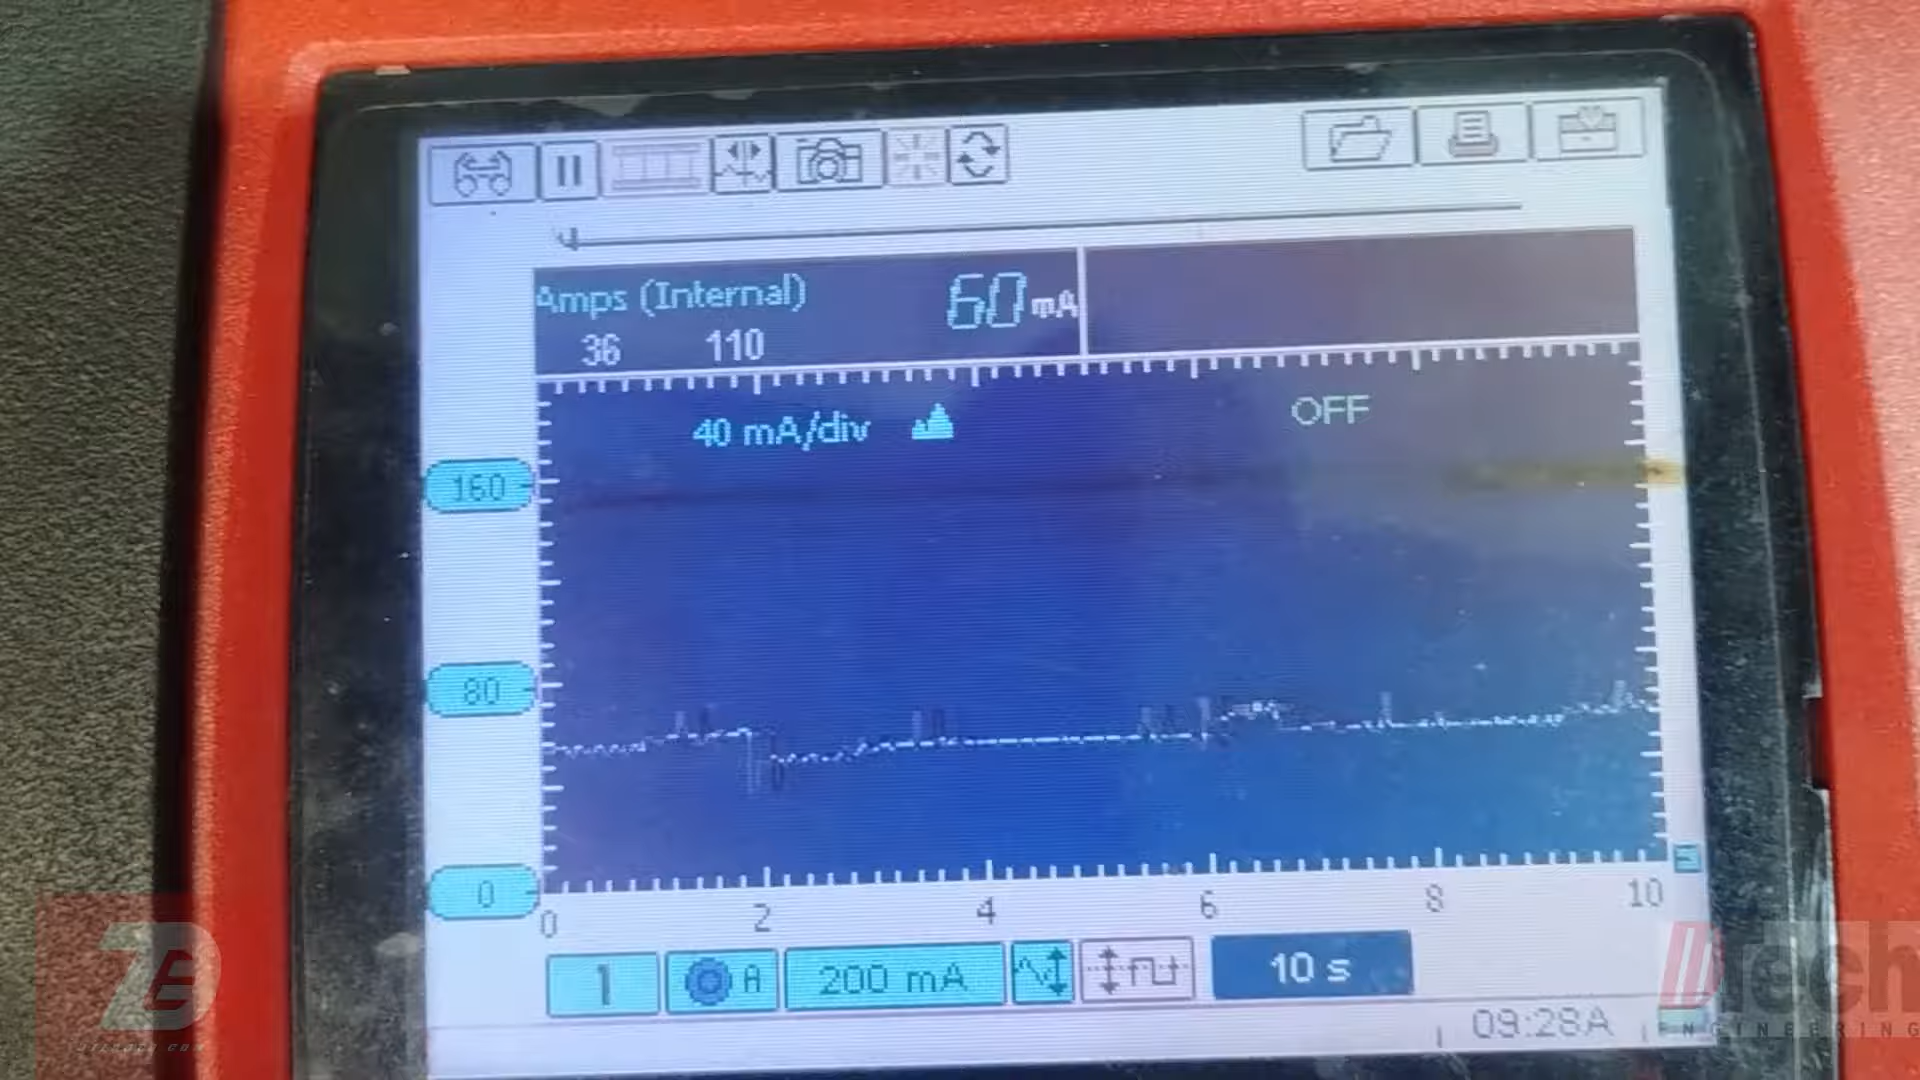 Amps (Internal) 60 mA
36 110
40 mA/div OFF
160
80
0
0 2 4 6 8 10
1 A 200 mA 10 s
09:28A
ENGINEERING